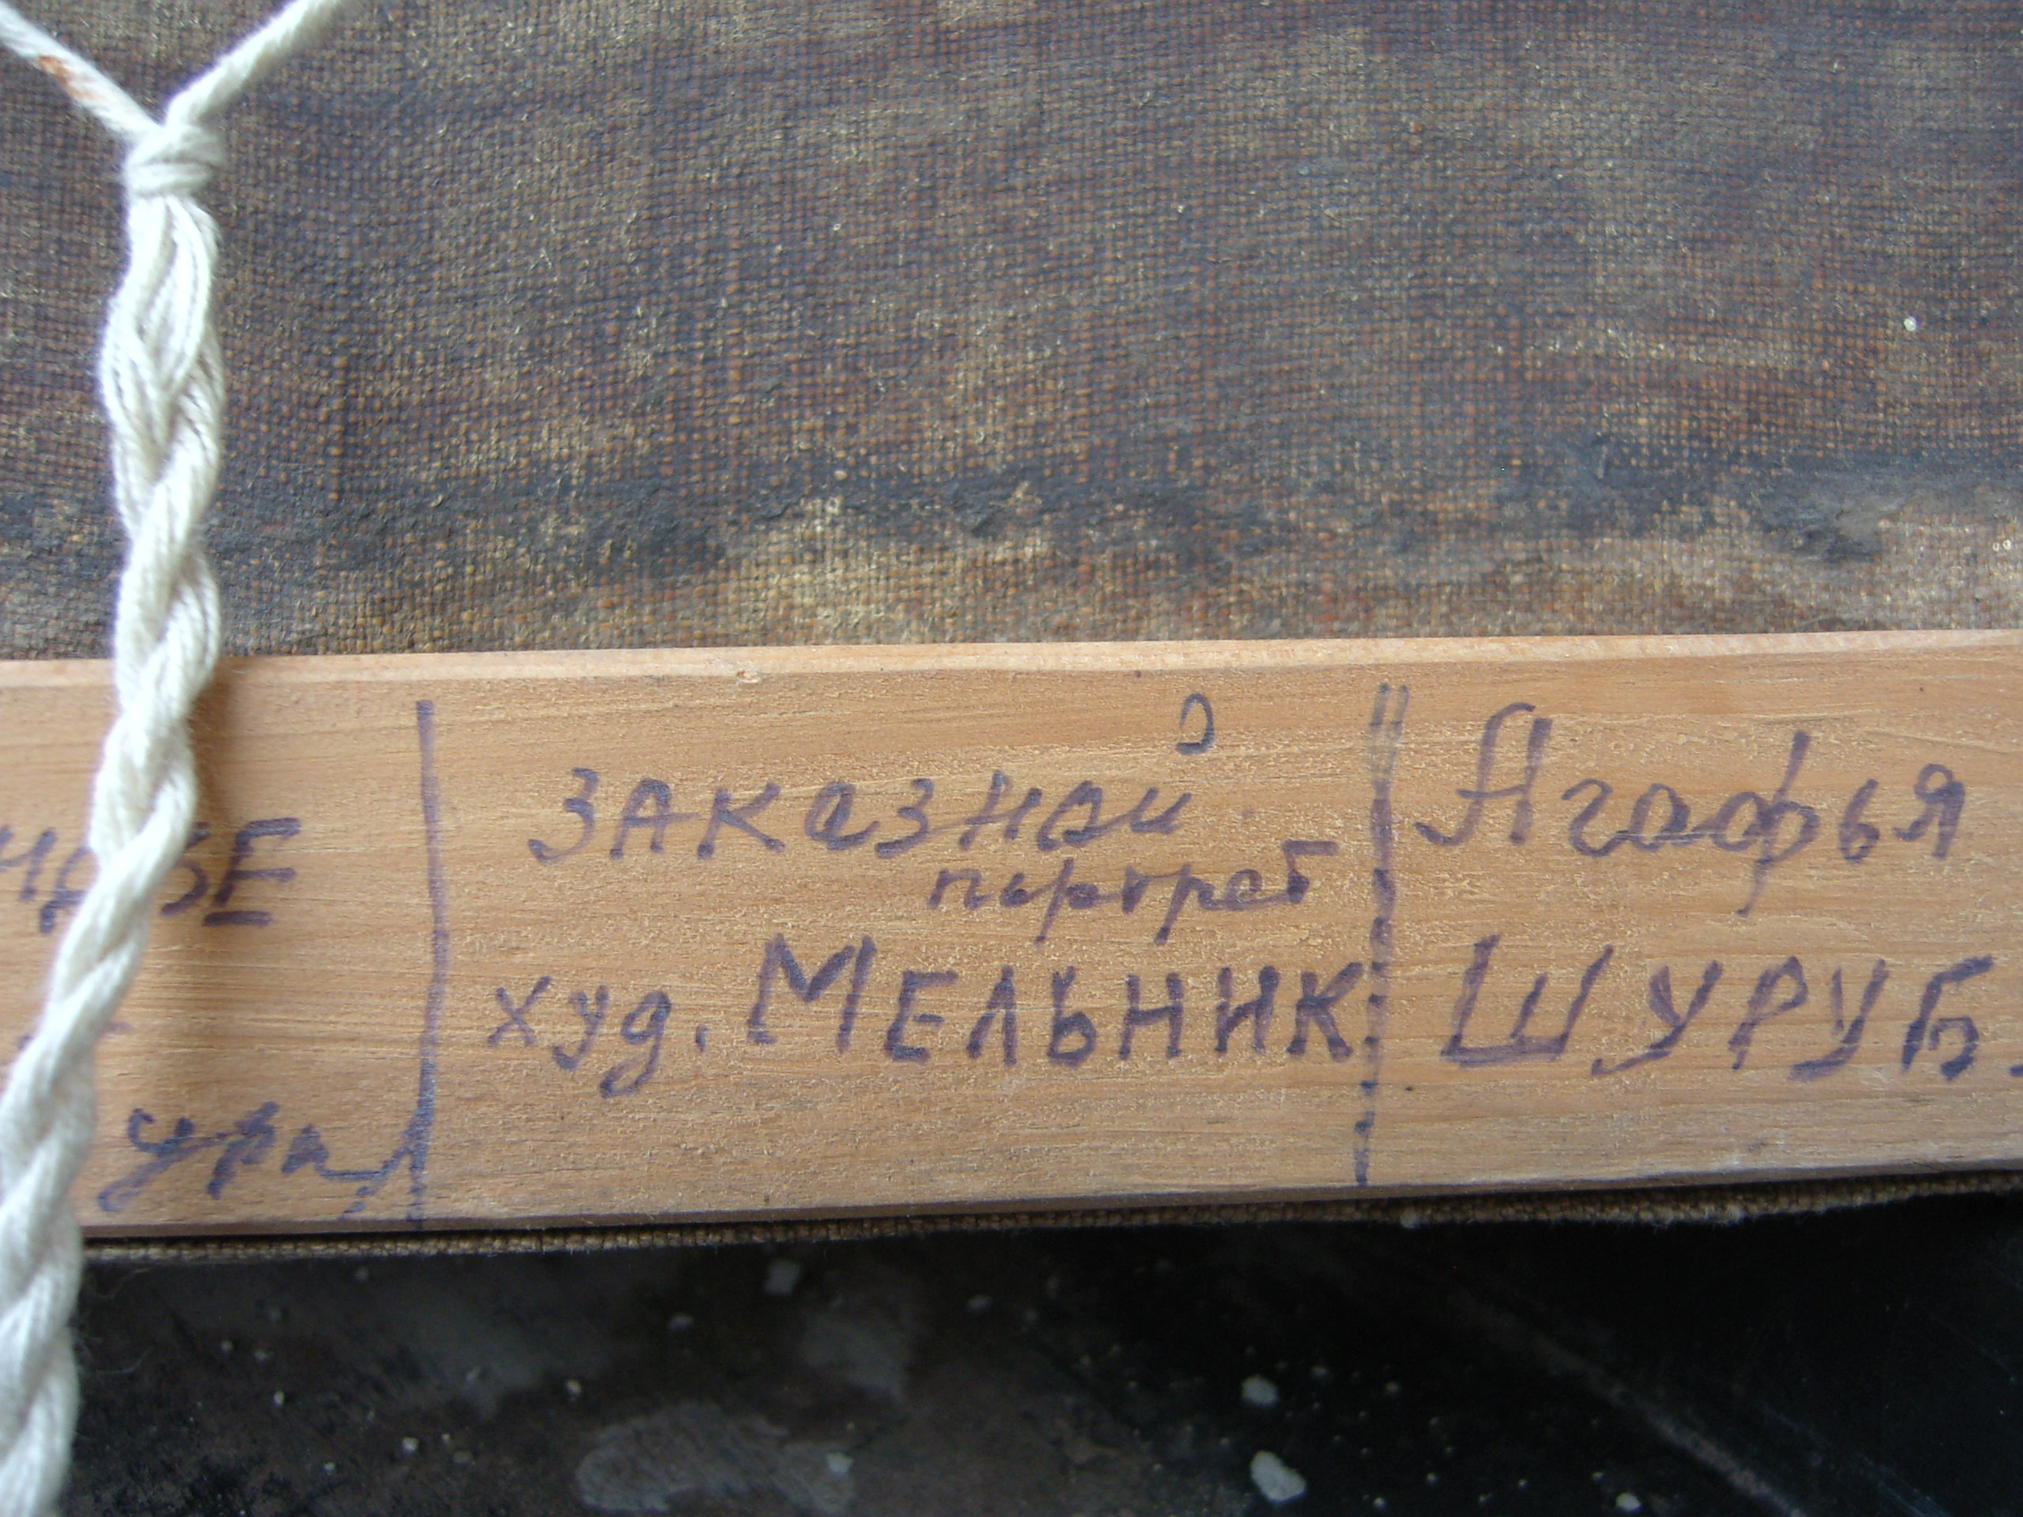 заказной
портрет
худ. МЕЛЬНИК
Агафья
ШУРУБ